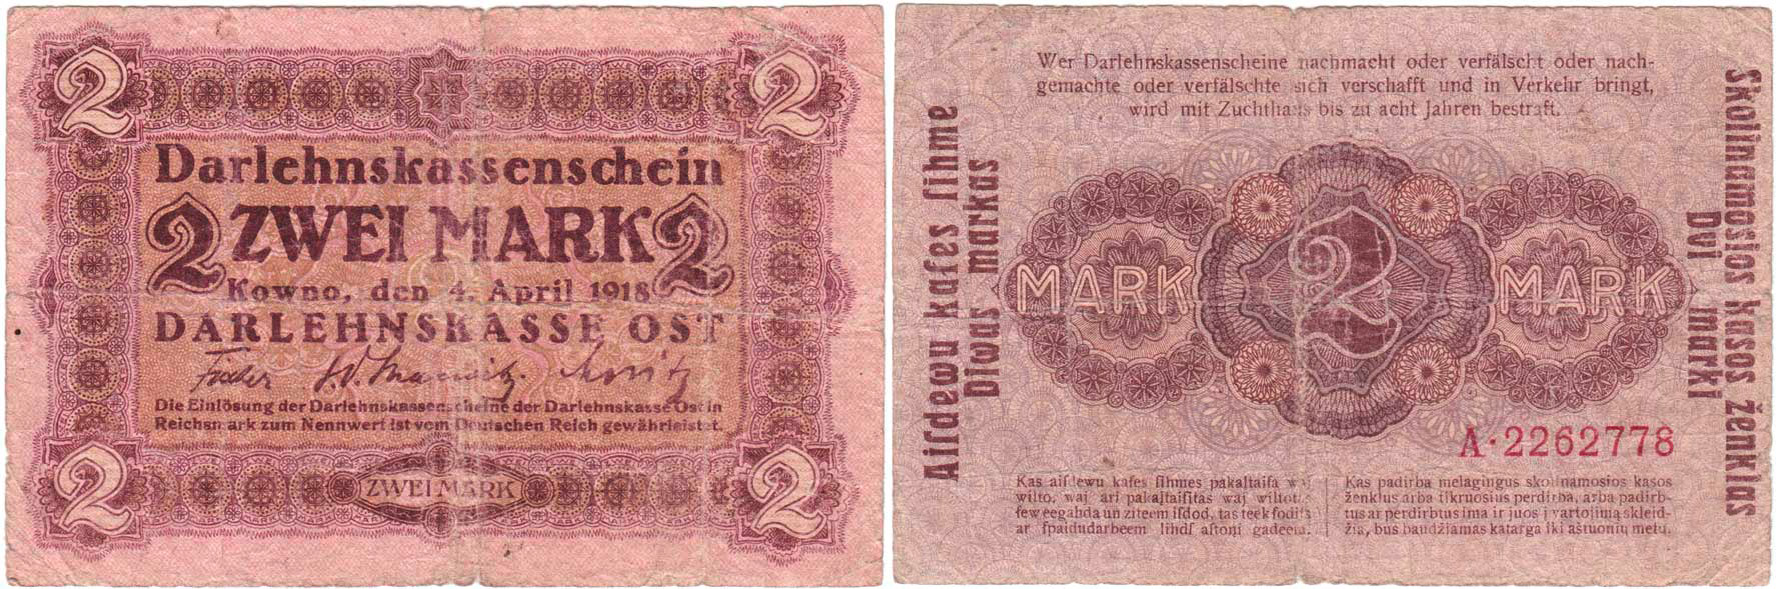 2 2
Darlehnskassenschein
2 ZWEI MARK 2
Kowno, den 4. April 1918
DARLEHNSKASSE OST
Die Einlösung der Darlehnskassenscheine der Darlehnskasse Ost in
Reichsmark zum Nennwert ist vom Deutschen Reich gewährleistet.
2 ZWEI MARK 2
Wer Darlehnskassenscheine nachmacht oder verfälscht oder nach-
gemachte oder verfälschte sich verschafft und in Verkehr bringt,
wird mit Zuchthaus bis zu acht Jahren bestraft.
Aiſdewu kaſes ſihme
Diwas markas
MARK 2 MARK
Skolinamosios kasos ženklas
Dvi marki
A·2262778
Kas aiſdewu kaſes ſihmes pakaļtaiſa waj
wilto, waj ari pakaļtaiſitas waj wiltotas
ſew eegahda un ziteem iſdod, tas teek ſodits
ar ſpaidudarbeem lihdſ aſtoņi gadeem.
Kas padirba melagingus skolinamosios kasos
ženklus arba tikruosius perdirba, arba padirb-
tus ar perdirbtus ima ir juos į vartojimą skleid-
žia, bus baudžiamas katarga iki aštuonių metų.